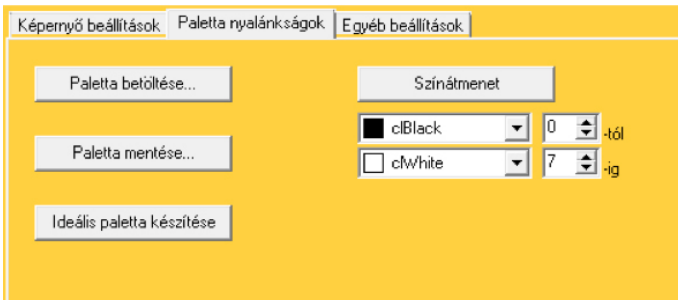 Képernyő beállítások Paletta nyalánkságok Egyéb beállítások
Paletta betöltése... Színátmenet
clBlack 0 -tól
Paletta mentése... clWhite 7 -ig
Ideális paletta készítése